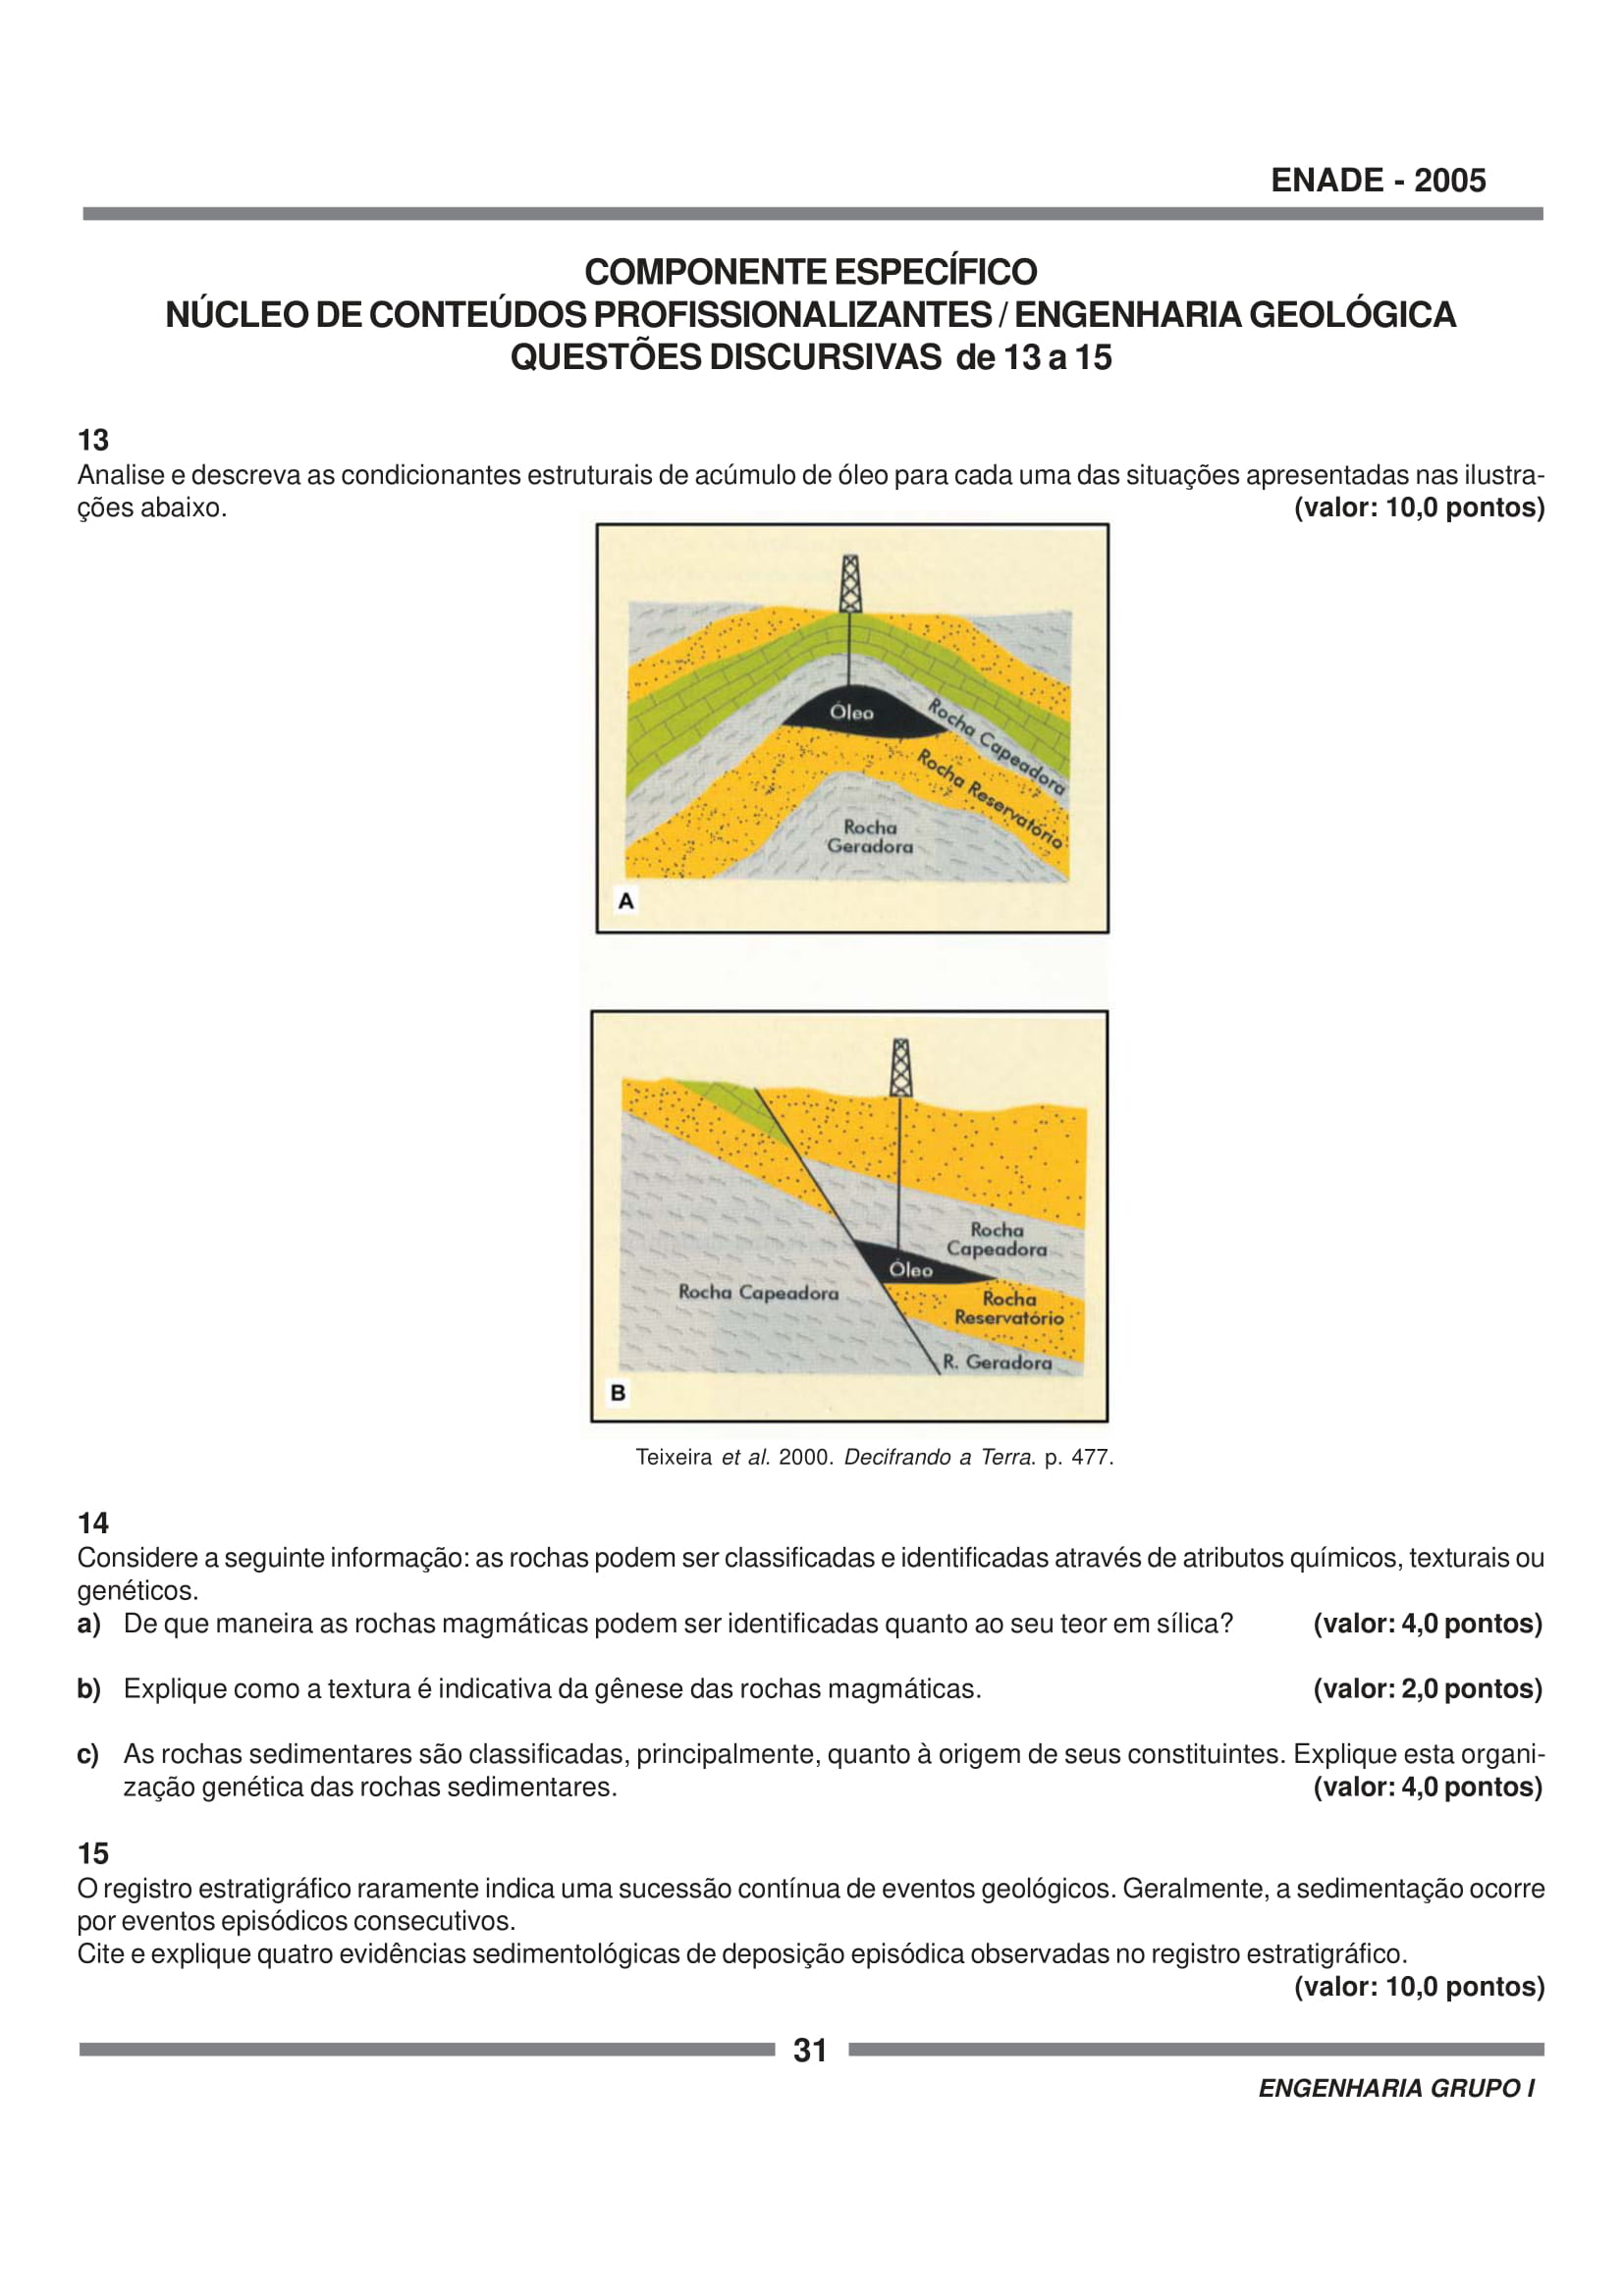 ENADE - 2005
COMPONENTE ESPECÍFICO
NÚCLEO DE CONTEÚDOS PROFISSIONALIZANTES / ENGENHARIA GEOLÓGICA
QUESTÕES DISCURSIVAS de 13 a 15
13
Analise e descreva as condicionantes estruturais de acúmulo de óleo para cada uma das situações apresentadas nas ilustra-
ções abaixo. (valor: 10,0 pontos)
Óleo
Rocha Capeadora
Rocha Reservatório
Rocha
Geradora
A
Rocha
Capeadora
Óleo
Rocha Capeadora
Rocha
Reservatório
R. Geradora
B
Teixeira et al. 2000. Decifrando a Terra. p. 477.
14
Considere a seguinte informação: as rochas podem ser classificadas e identificadas através de atributos químicos, texturais ou
genéticos.
a) De que maneira as rochas magmáticas podem ser identificadas quanto ao seu teor em sílica? (valor: 4,0 pontos)
b) Explique como a textura é indicativa da gênese das rochas magmáticas. (valor: 2,0 pontos)
c) As rochas sedimentares são classificadas, principalmente, quanto à origem de seus constituintes. Explique esta organi-
zação genética das rochas sedimentares. (valor: 4,0 pontos)
15
O registro estratigráfico raramente indica uma sucessão contínua de eventos geológicos. Geralmente, a sedimentação ocorre
por eventos episódicos consecutivos.
Cite e explique quatro evidências sedimentológicas de deposição episódica observadas no registro estratigráfico.
(valor: 10,0 pontos)
31
ENGENHARIA GRUPO I